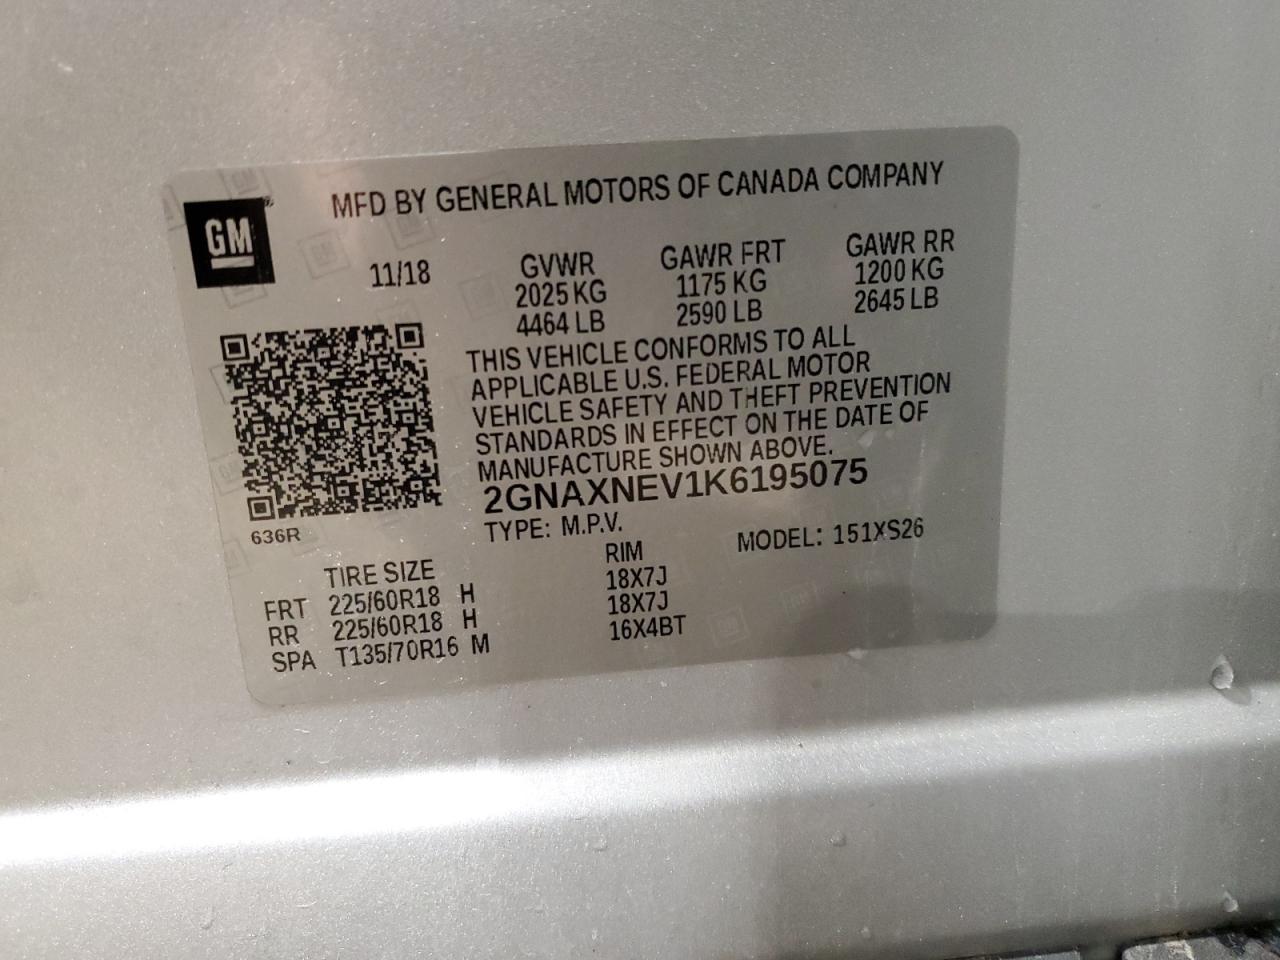 MFD BY GENERAL MOTORS OF CANADA COMPANY
GM®
11/18
GVWR GAWR FRT GAWR RR
2025 KG 1175 KG 1200 KG
4464 LB 2590 LB 2645 LB
THIS VEHICLE CONFORMS TO ALL
APPLICABLE U.S. FEDERAL MOTOR
VEHICLE SAFETY AND THEFT PREVENTION
STANDARDS IN EFFECT ON THE DATE OF
MANUFACTURE SHOWN ABOVE.
2GNAXNEV1K6195075
636R
TYPE: M.P.V. MODEL: 151XS26
TIRE SIZE RIM
FRT 225/60R18 H 18X7J
RR 225/60R18 H 18X7J
SPA T135/70R16 M 16X4BT